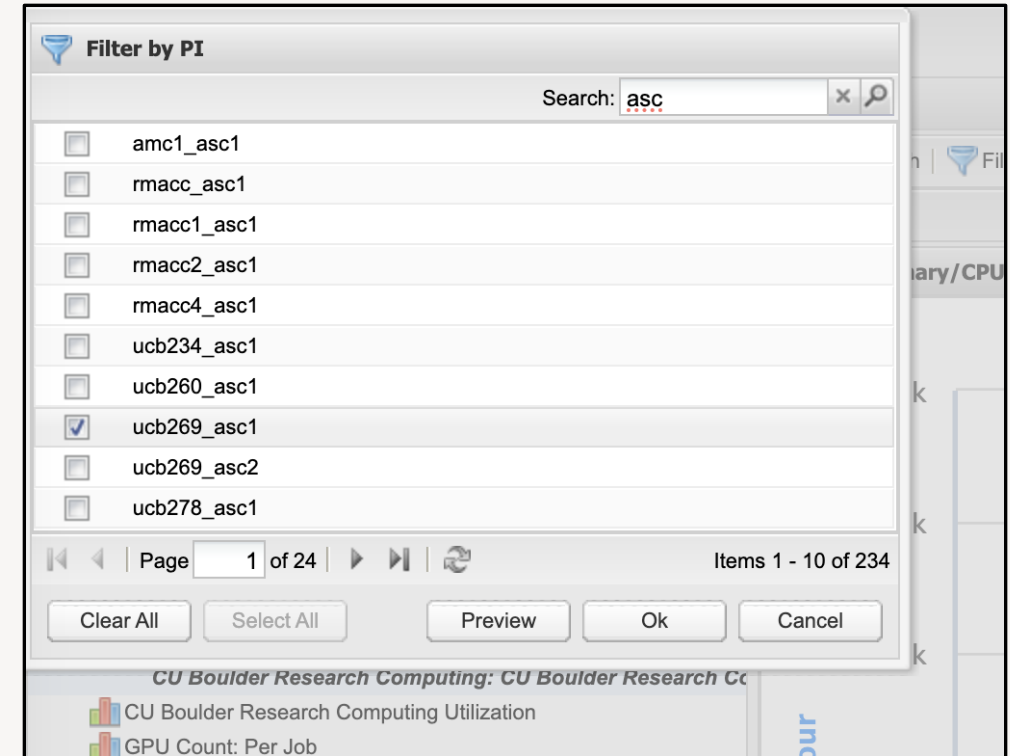 Filter by PI
Search: asc
amc1_asc1
rmacc_asc1
rmacc1_asc1
rmacc2_asc1
rmacc4_asc1
ucb234_asc1
ucb260_asc1
ucb269_asc1
ucb269_asc2
ucb278_asc1
Page 1 of 24 Items 1 - 10 of 234
Clear All Select All Preview Ok Cancel
CU Boulder Research Computing: CU Boulder Research
CU Boulder Research Computing Utilization
GPU Count: Per Job
Fil
/CPU
k
k
k